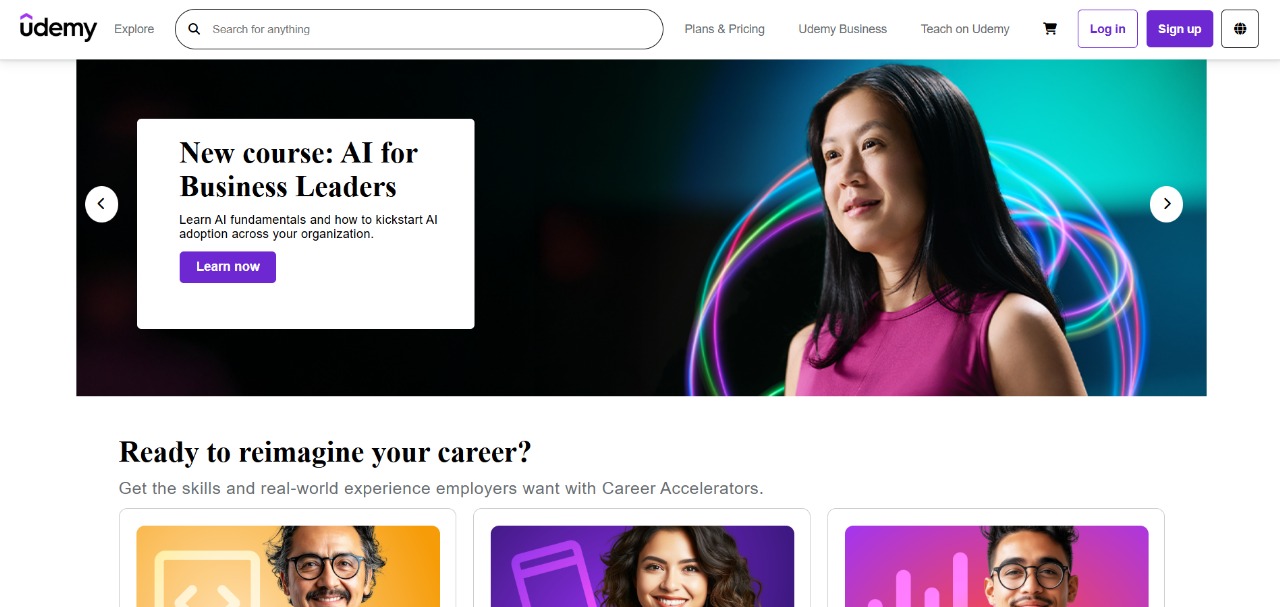 udemy
Explore
Search for anything
Plans & Pricing
Udemy Business
Teach on Udemy
Log in
Sign up
New course: AI for
Business Leaders
Learn AI fundamentals and how to kickstart AI
adoption across your organization.
Learn now
Ready to reimagine your career?
Get the skills and real-world experience employers want with Career Accelerators.